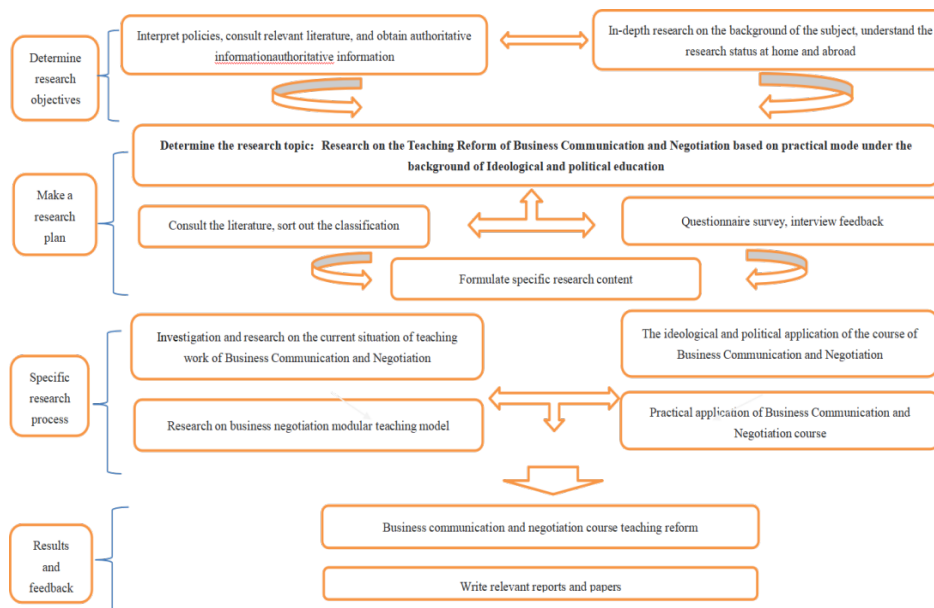 Determine
research
objectives
Interpret policies, consult relevant literature, and obtain authoritative
informationauthoritative information
In-depth research on the background of the subject, understand the
research status at home and abroad
Make a
research
plan
Determine the research topic: Research on the Teaching Reform of Business Communication and Negotiation based on practical mode under the
background of Ideological and political education
Consult the literature, sort out the classification
Questionnaire survey, interview feedback
Formulate specific research content
Specific
research
process
Investigation and research on the current situation of teaching
work of Business Communication and Negotiation
The ideological and political application of the course of
Business Communication and Negotiation
Research on business negotiation modular teaching model
Practical application of Business Communication and
Negotiation course
Results
and
feedback
Business communication and negotiation course teaching reform
Write relevant reports and papers